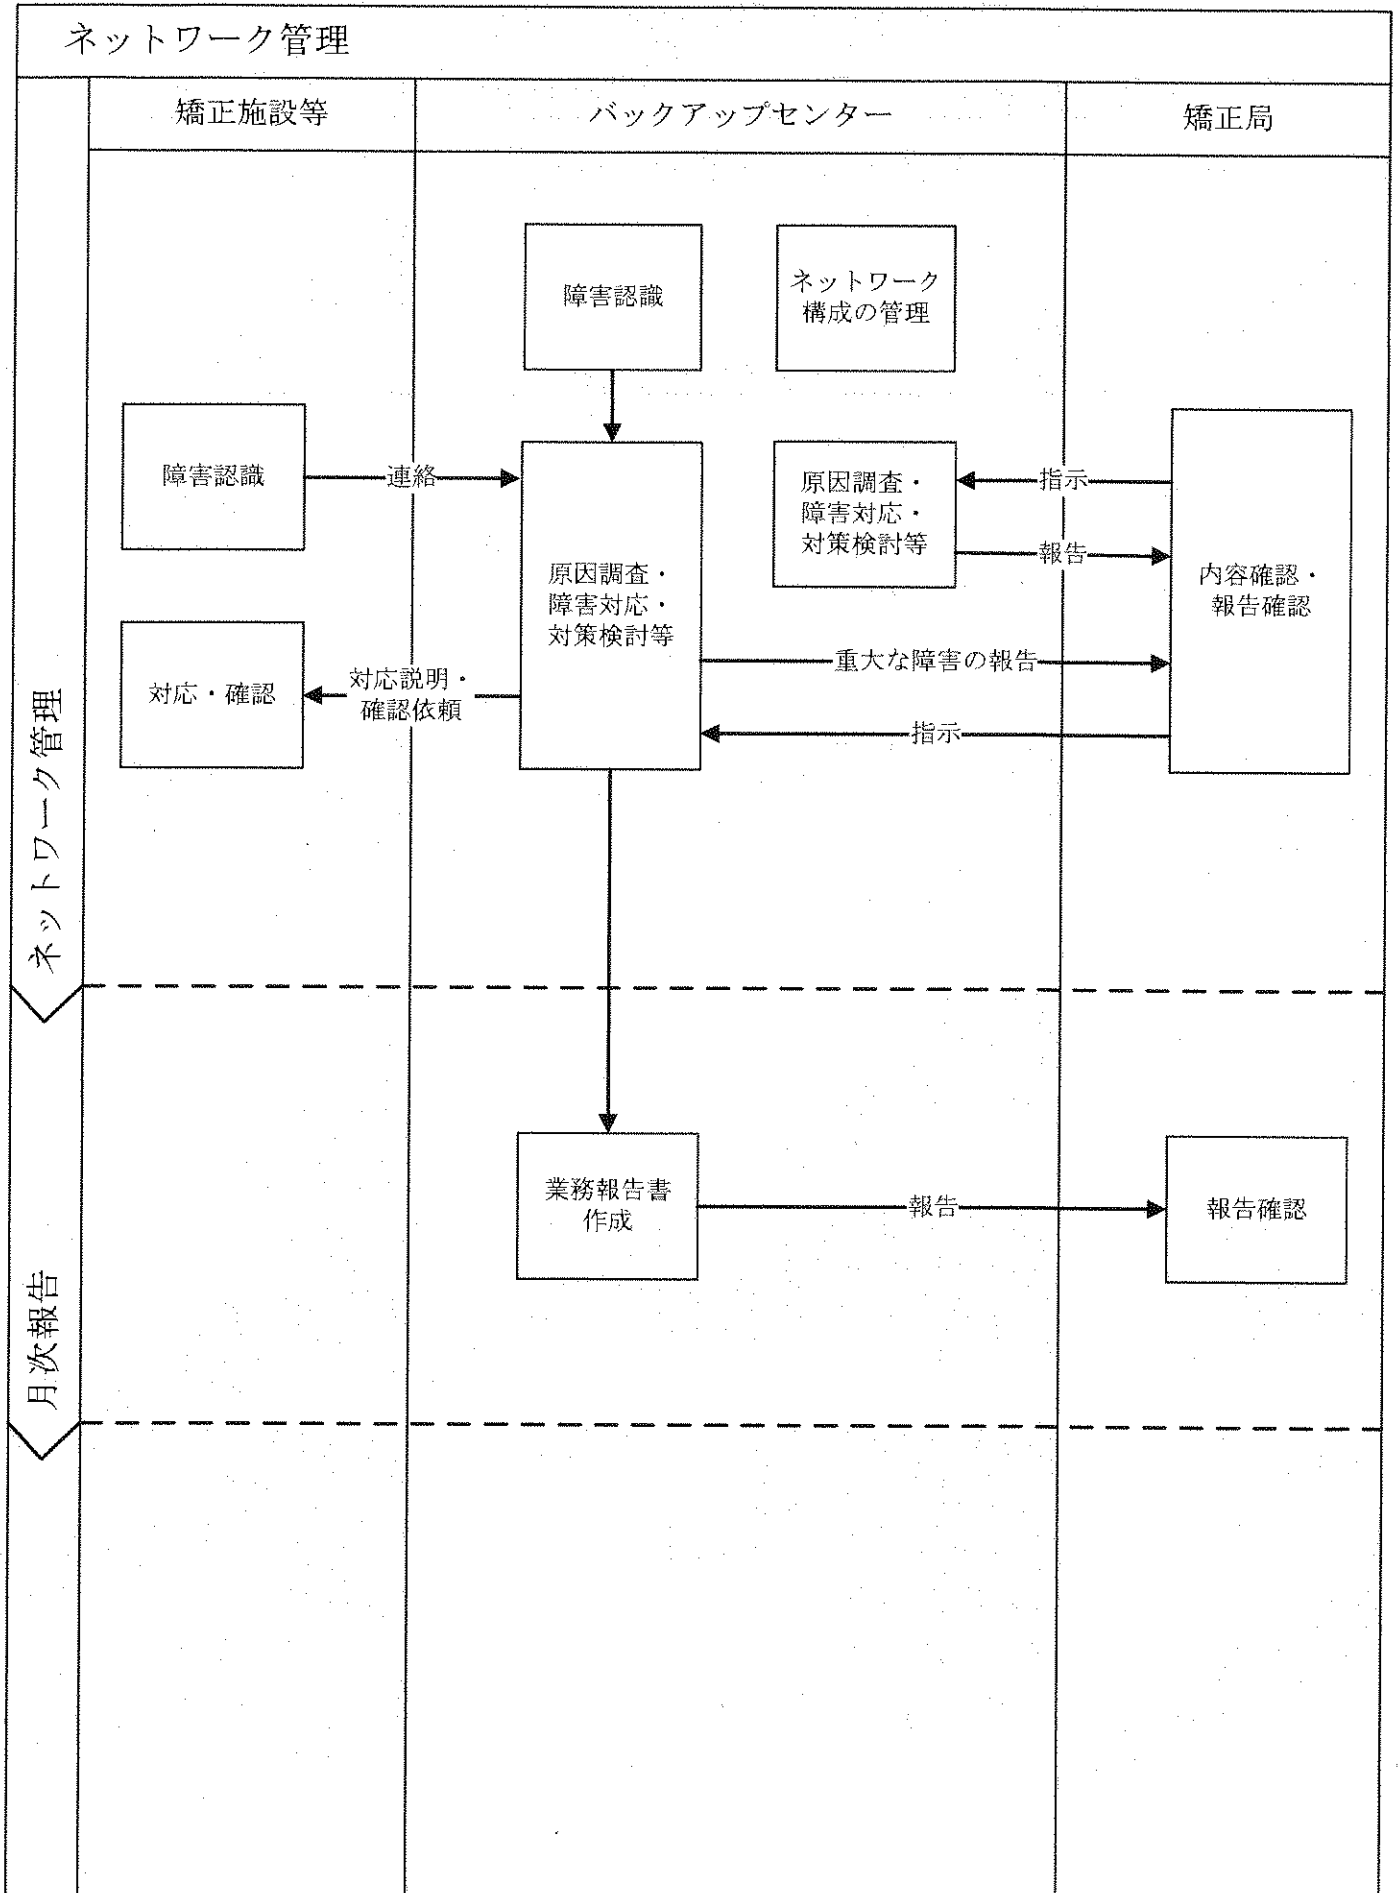 ネットワーク管理
矯正施設等
バックアップセンター
矯正局
障害認識
ネットワーク
構成の管理
障害認識
連絡
原因調査・
障害対応・
対策検討等
指示
報告
原因調査・
障害対応・
対策検討等
内容確認・
報告確認
重大な障害の報告
対応・確認
対応説明・
確認依頼
指示
ネットワーク管理
業務報告書
作成
報告
報告確認
月次報告